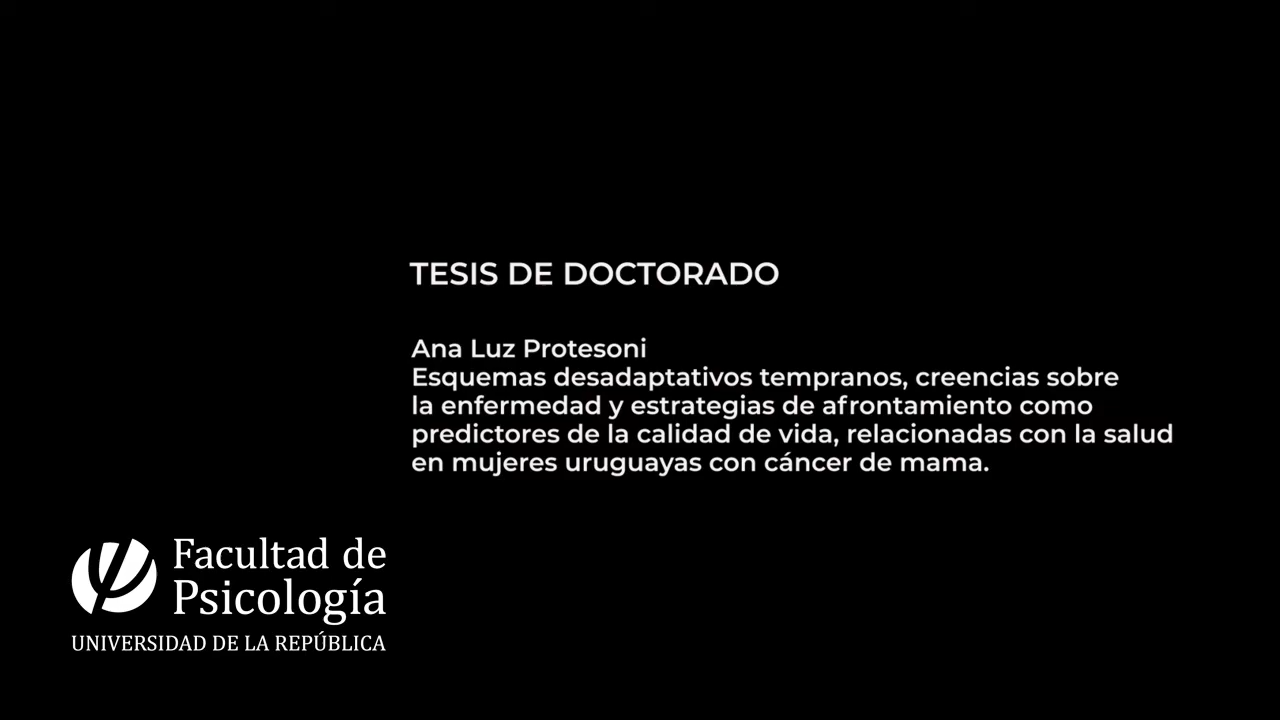 TESIS DE DOCTORADO
Ana Luz Protesoni
Esquemas desadaptativos tempranos, creencias sobre
la enfermedad y estrategias de afrontamiento como
predictores de la calidad de vida, relacionadas con la salud
en mujeres uruguayas con cáncer de mama.
Facultad de
Psicología
UNIVERSIDAD DE LA REPÚBLICA